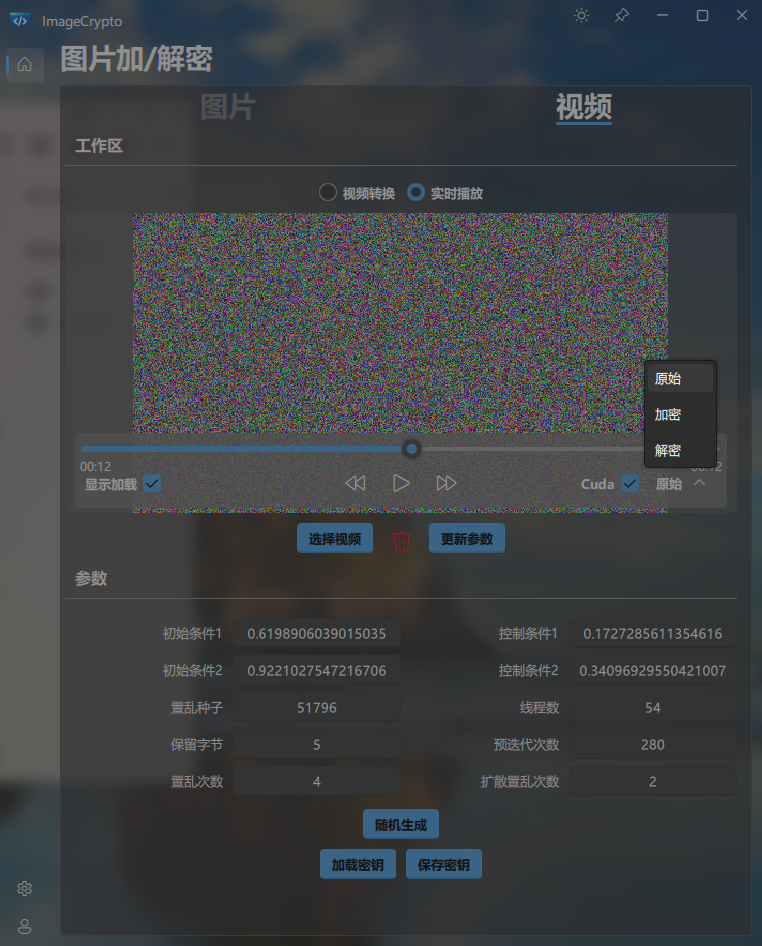 ImageCrypto
图片加/解密
图片 视频
工作区
视频转换 实时播放
原始
加密
解密
00:12 00:12
显示加载 Cuda 原始
选择视频 更新参数
参数
初始条件1 0.6198906039015035 控制条件1 0.1727285611354616
初始条件2 0.9221027547216706 控制条件2 0.34096929550421007
置乱种子 51796 线程数 54
保留字节 5 预迭代次数 280
置乱次数 4 扩散置乱次数 2
随机生成
加载密钥 保存密钥